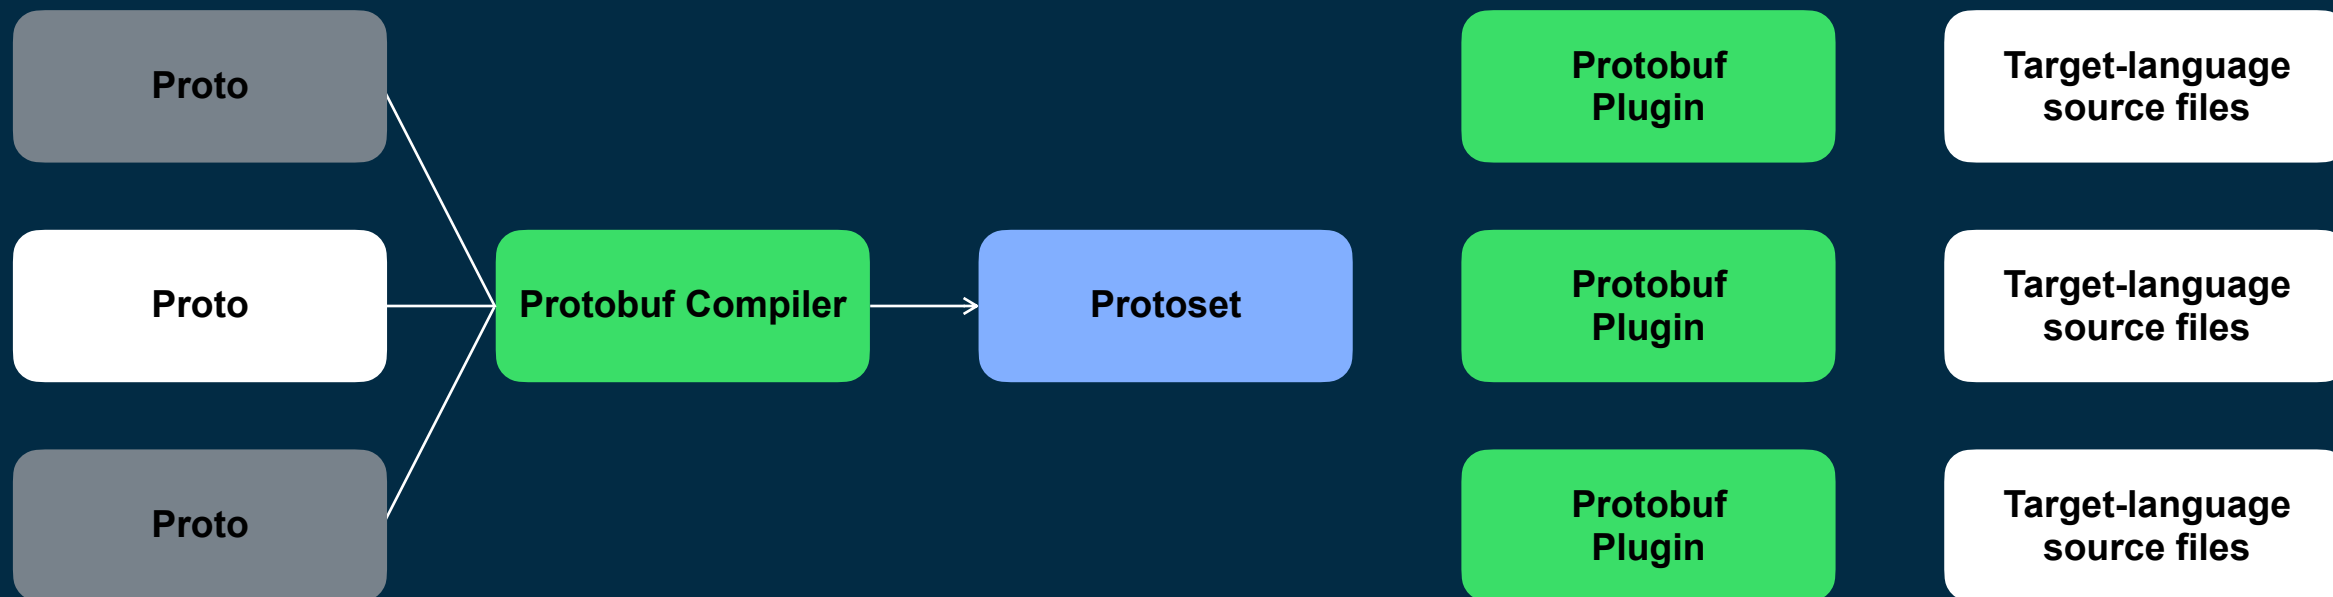 Proto
Protobuf
Plugin
Target-language
source files
Proto
Protobuf Compiler
Protoset
Protobuf
Plugin
Target-language
source files
Proto
Protobuf
Plugin
Target-language
source files